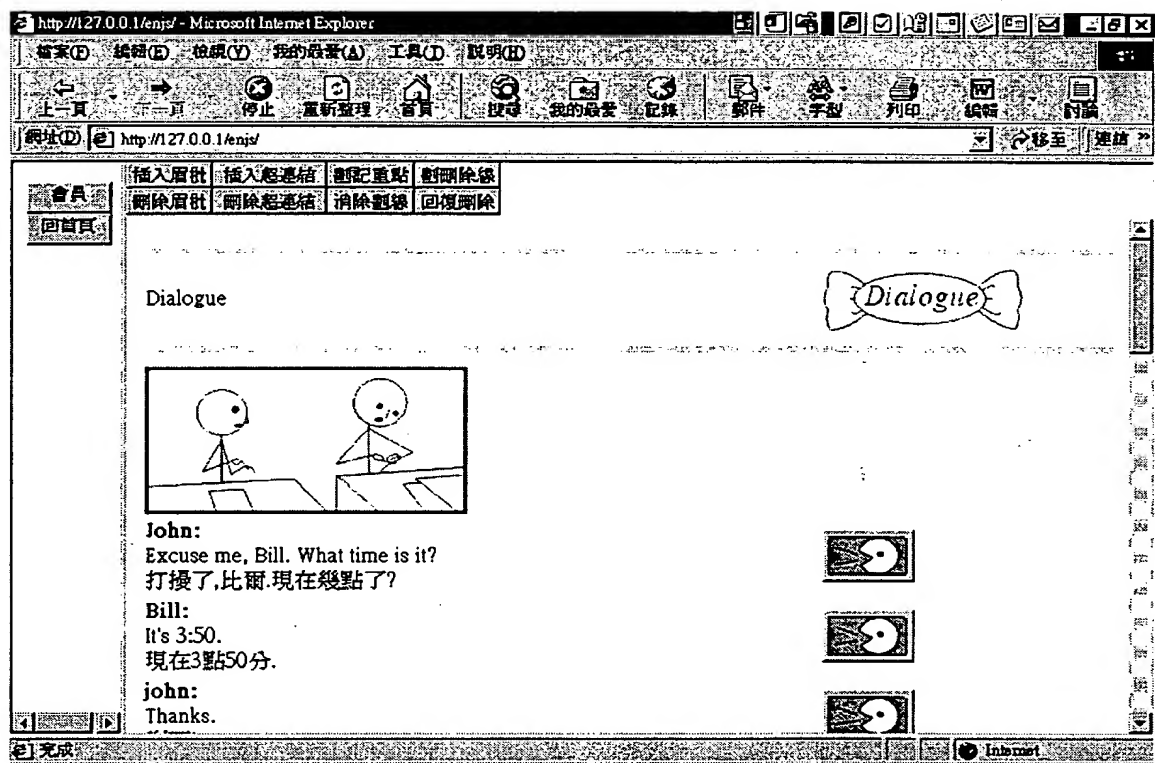 http://127.0.0.1/enjs/ - Microsoft Internet Explorer
檔案(F) 編輯(E) 檢視(V) 我的最愛(A) 工具(T) 說明(H)
上一頁 下一頁 停止 重新整理 首頁 搜尋 我的最愛 記錄 郵件 字型 列印 編輯 討論
網址(D) http://127.0.0.1/enjs/ 移至 連結 »
會員
回首頁
插入眉批 插入超連結 劃記重點 劃刪除線
刪除眉批 刪除超連結 消除劃線 回復刪除
Dialogue
Dialogue
John:
Excuse me, Bill. What time is it?
打擾了,比爾.現在幾點了?
Bill:
It's 3:50.
現在3點50分.
john:
Thanks.
完成 Internet